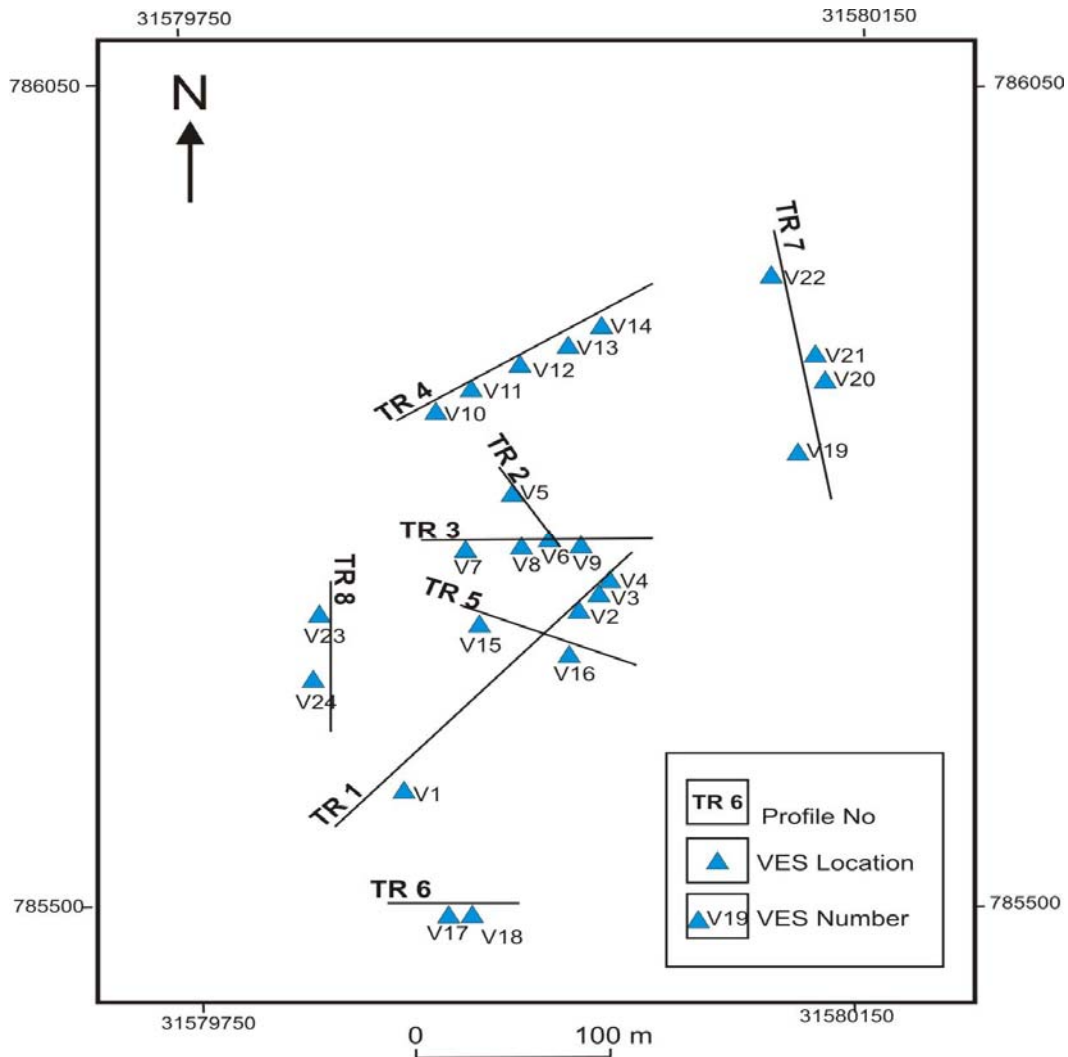 31579750
31580150
786050
786050
N
TR 7
V22
V14
V13
V21
V12
V20
V11
TR 4
V10
V19
TR 2
V5
TR 3
V6
V7
V8
V9
V4
TR 8
TR 5
V3
V2
V23
V15
V16
V24
TR 1
V1
TR 6
Profile No
VES Location
TR 6
785500
V17
V18
V19
VES Number
785500
31579750
31580150
0
100 m